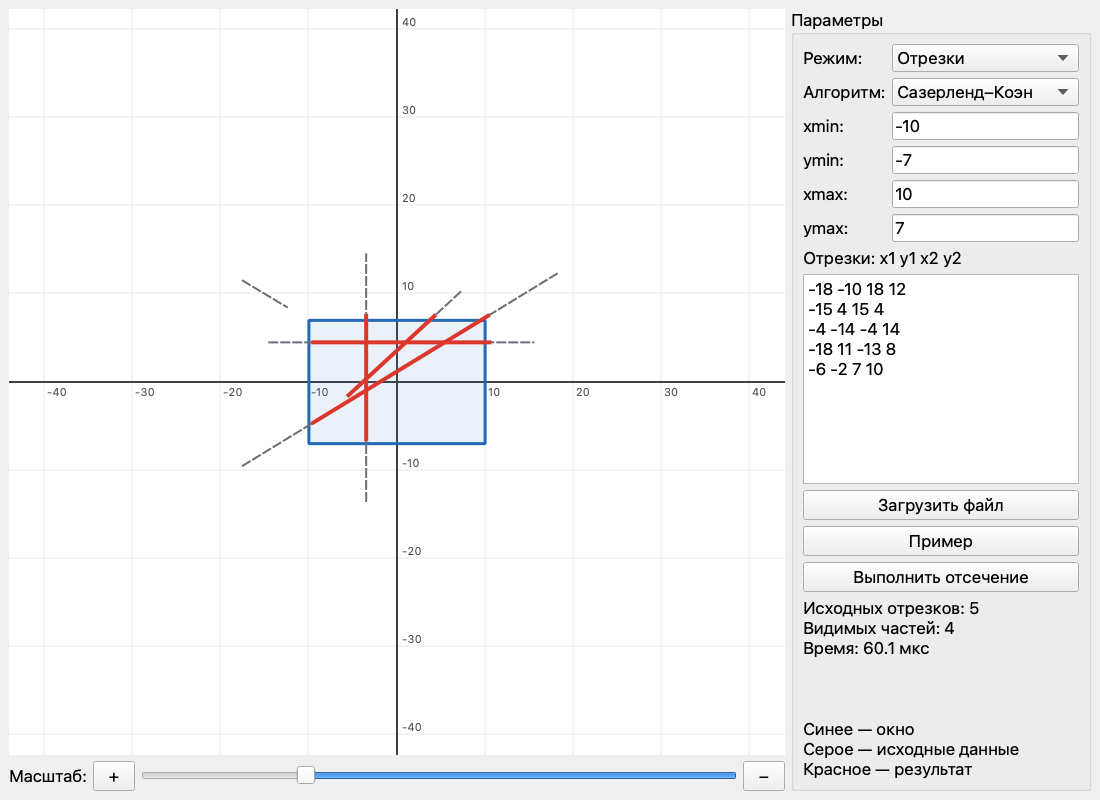 40
30
20
10
-40
-30
-20
-10
10
20
30
40
-10
-20
-30
-40
Масштаб:
+
−
Параметры
Режим:
Отрезки
Алгоритм:
Сазерленд–Коэн
xmin:
-10
ymin:
-7
xmax:
10
ymax:
7
Отрезки: x1 y1 x2 y2
-18 -10 18 12
-15 4 15 4
-4 -14 -4 14
-18 11 -13 8
-6 -2 7 10
Загрузить файл
Пример
Выполнить отсечение
Исходных отрезков: 5
Видимых частей: 4
Время: 60.1 мкс
Синее — окно
Серое — исходные данные
Красное — результат